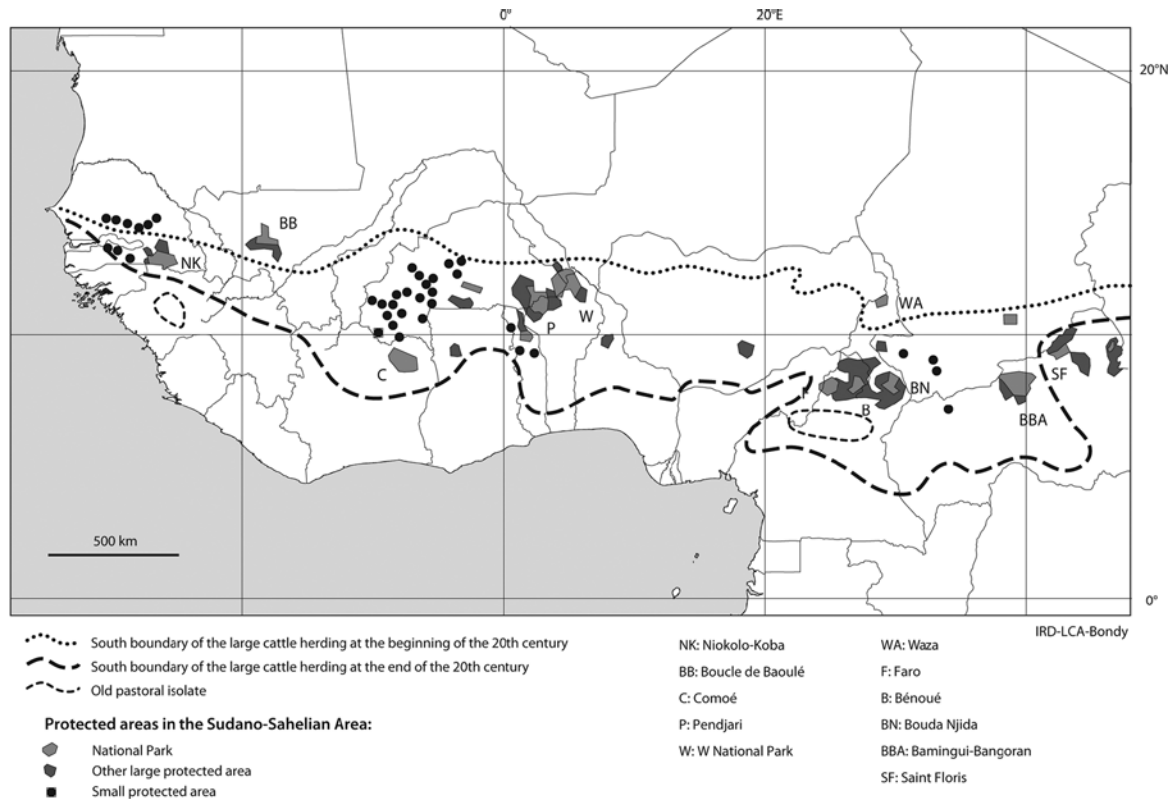 0°
20°E
20°N
BB
NK
WA
W
P
C
SF
BN
F
B
BBA
500 km
0°
IRD-LCA-Bondy
South boundary of the large cattle herding at the beginning of the 20th century
South boundary of the large cattle herding at the end of the 20th century
Old pastoral isolate
Protected areas in the Sudano-Sahelian Area:
National Park
Other large protected area
Small protected area
NK: Niokolo-Koba
BB: Boucle de Baoulé
C: Comoé
P: Pendjari
W: W National Park
WA: Waza
F: Faro
B: Bénoué
BN: Bouda Njida
BBA: Bamingui-Bangoran
SF: Saint Floris